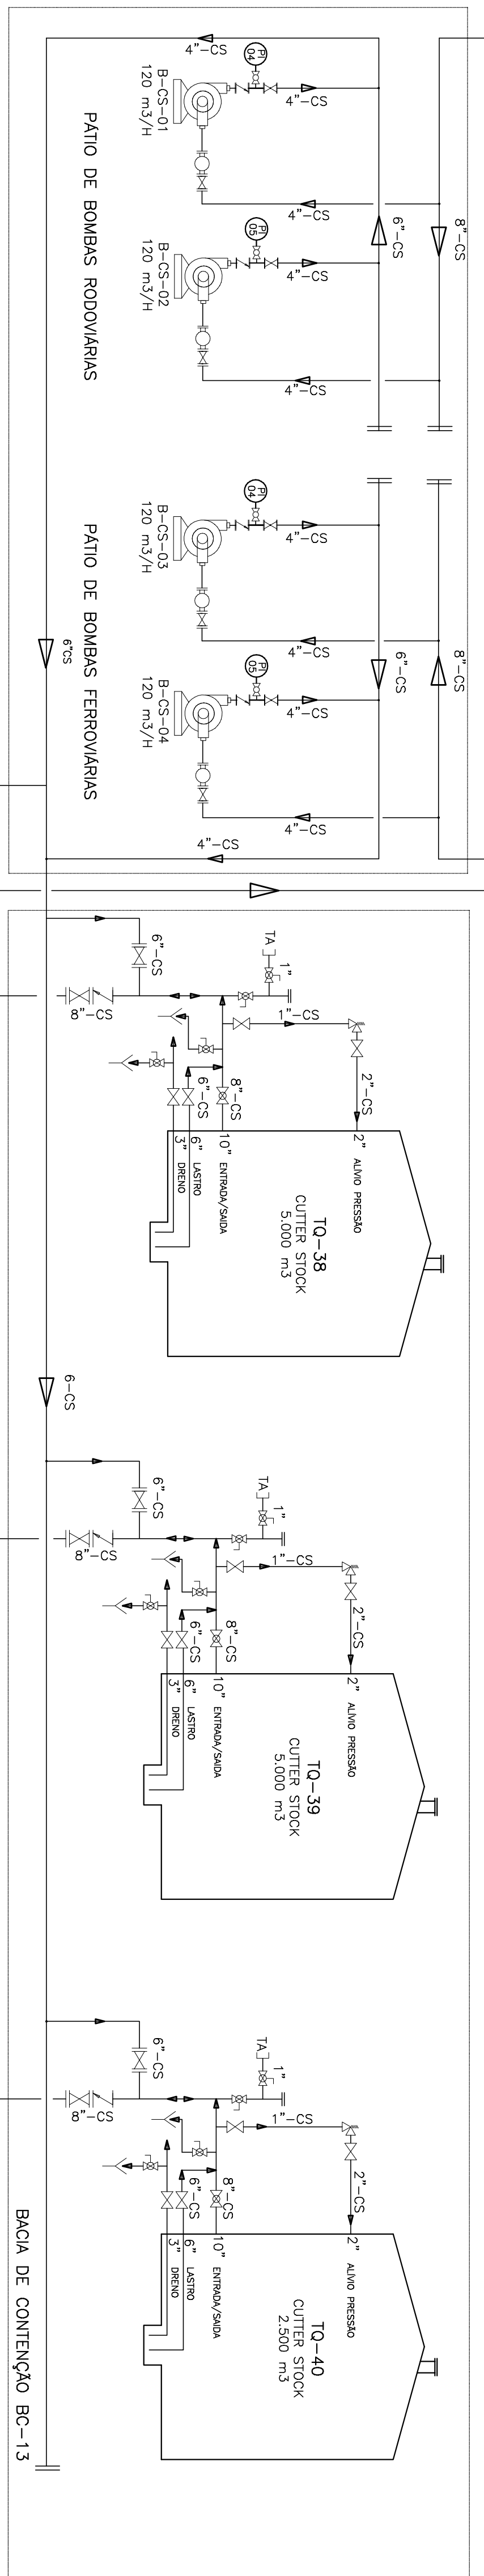 4"-CS
PI
04
4"-CS
B-CS-01
120 m3/H
4"-CS
8"-CS
6"-CS
PÁTIO DE BOMBAS RODOVIÁRIAS
PI
05
4"-CS
B-CS-02
120 m3/H
4"-CS
PI
04
4"-CS
B-CS-03
120 m3/H
4"-CS
8"-CS
6"-CS
6"CS
PÁTIO DE BOMBAS FERROVIÁRIAS
PI
05
4"-CS
B-CS-04
120 m3/H
4"-CS
4"-CS
6"-CS
8"-CS
TA
1"
1"-CS
2"-CS
8"-CS
6"-CS
2"
ALÍVIO PRESSÃO
10"
ENTRADA/SAIDA
6"
LASTRO
3"
DRENO
TQ-38
CUTTER STOCK
5.000 m3
6-CS
6"-CS
8"-CS
TA
1"
1"-CS
2"-CS
8"-CS
6"-CS
2"
ALÍVIO PRESSÃO
10"
ENTRADA/SAIDA
6"
LASTRO
3"
DRENO
TQ-39
CUTTER STOCK
5.000 m3
6"-CS
8"-CS
TA
1"
1"-CS
2"-CS
8"-CS
6"-CS
2"
ALÍVIO PRESSÃO
10"
ENTRADA/SAIDA
6"
LASTRO
3"
DRENO
TQ-40
CUTTER STOCK
2.500 m3
BACIA DE CONTENÇÃO BC-13